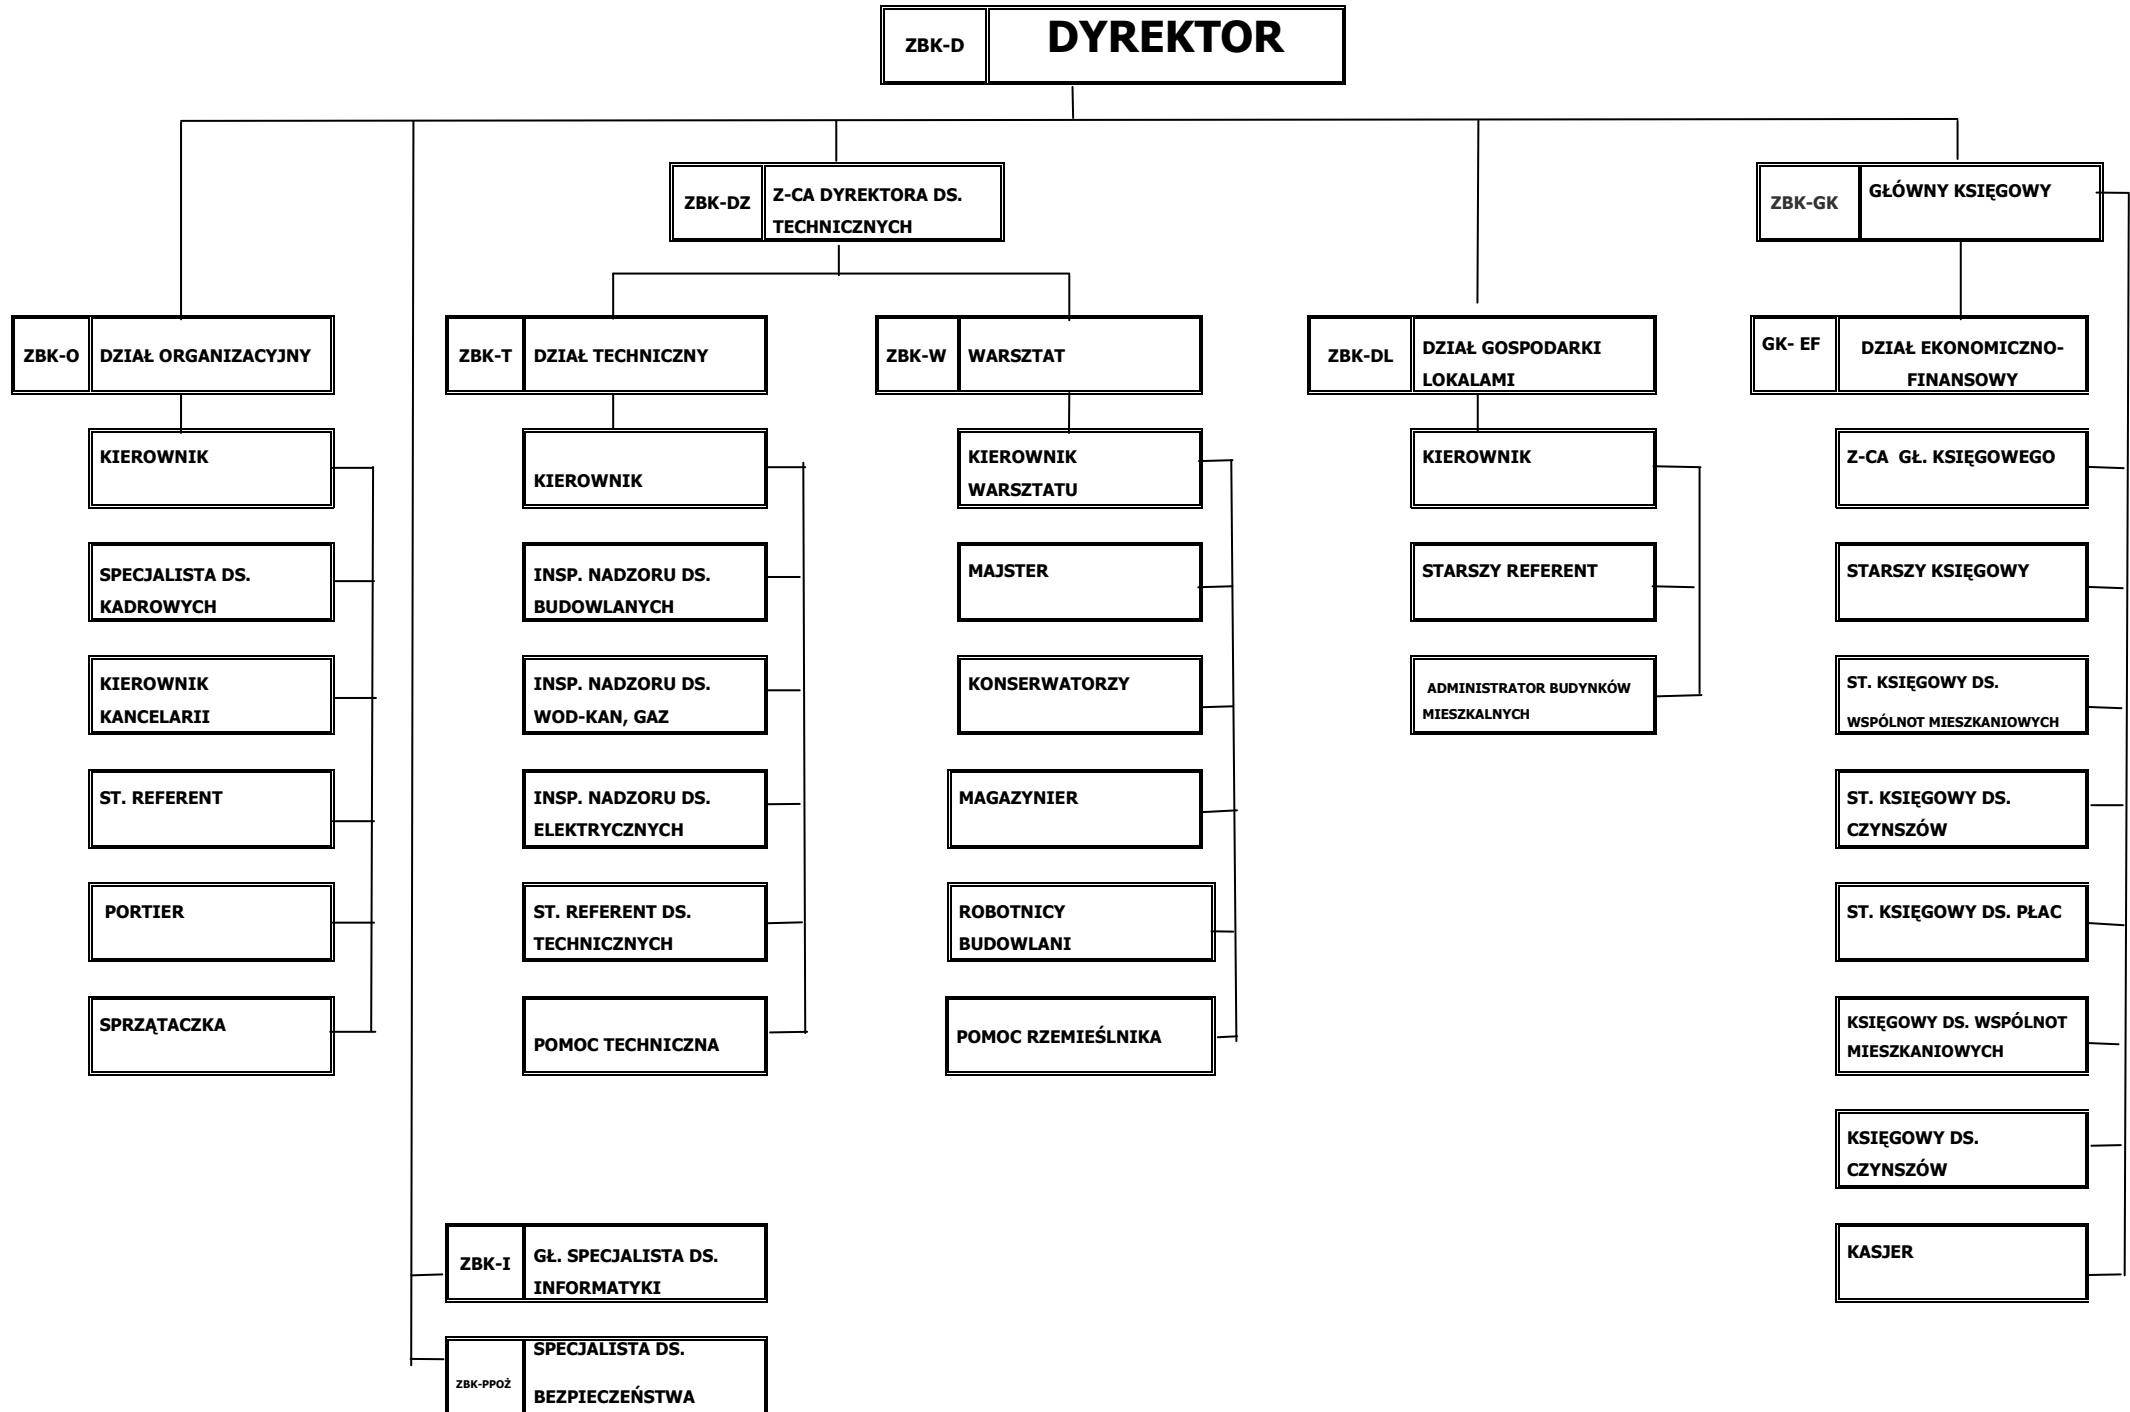 ZBK-D
DYREKTOR
ZBK-DZ
Z-CA DYREKTORA DS.
TECHNICZNYCH
ZBK-GK
GŁÓWNY KSIĘGOWY
ZBK-O
DZIAŁ ORGANIZACYJNY
KIEROWNIK
SPECJALISTA DS.
KADROWYCH
KIEROWNIK
KANCELARII
ST. REFERENT
PORTIER
SPRZĄTACZKA
ZBK-T
DZIAŁ TECHNICZNY
KIEROWNIK
INSP. NADZORU DS.
BUDOWLANYCH
INSP. NADZORU DS.
WOD-KAN, GAZ
INSP. NADZORU DS.
ELEKTRYCZNYCH
ST. REFERENT DS.
TECHNICZNYCH
POMOC TECHNICZNA
ZBK-W
WARSZTAT
KIEROWNIK
WARSZTATU
MAJSTER
KONSERWATORZY
MAGAZYNIER
ROBOTNICY
BUDOWLANI
POMOC RZEMIEŚLNIKA
ZBK-DL
DZIAŁ GOSPODARKI
LOKALAMI
KIEROWNIK
STARSZY REFERENT
ADMINISTRATOR BUDYNKÓW
MIESZKALNYCH
GK- EF
DZIAŁ EKONOMICZNO-
FINANSOWY
Z-CA GŁ. KSIĘGOWEGO
STARSZY KSIĘGOWY
ST. KSIĘGOWY DS.
WSPÓLNOT MIESZKANIOWYCH
ST. KSIĘGOWY DS.
CZYNSZÓW
ST. KSIĘGOWY DS. PŁAC
KSIĘGOWY DS. WSPÓLNOT
MIESZKANIOWYCH
KSIĘGOWY DS.
CZYNSZÓW
KASJER
ZBK-I
GŁ. SPECJALISTA DS.
INFORMATYKI
ZBK-PPOŻ
SPECJALISTA DS.
BEZPIECZEŃSTWA